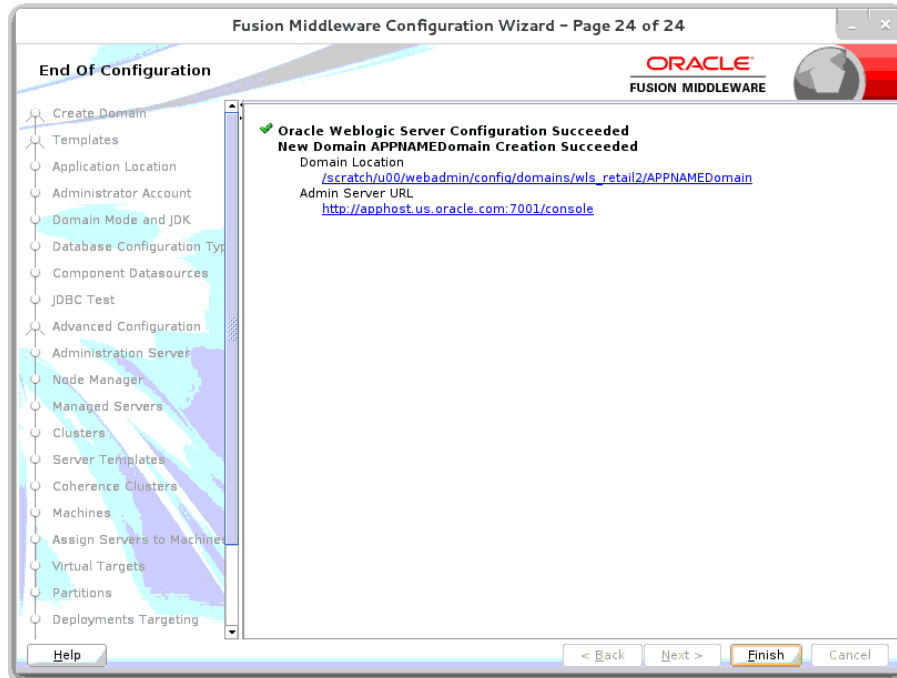 Fusion Middleware Configuration Wizard – Page 24 of 24
End Of Configuration
ORACLE
FUSION MIDDLEWARE
Create Domain
Templates
Application Location
Administrator Account
Domain Mode and JDK
Database Configuration Typ
Component Datasources
JDBC Test
Advanced Configuration
Administration Server
Node Manager
Managed Servers
Clusters
Server Templates
Coherence Clusters
Machines
Assign Servers to Machines
Virtual Targets
Partitions
Deployments Targeting
Oracle Weblogic Server Configuration Succeeded
New Domain APPNAMEDomain Creation Succeeded
Domain Location
/scratch/u00/webadmin/config/domains/wls_retail2/APPNAMEDomain
Admin Server URL
http://apphost.us.oracle.com:7001/console
Help
< Back
Next >
Finish
Cancel